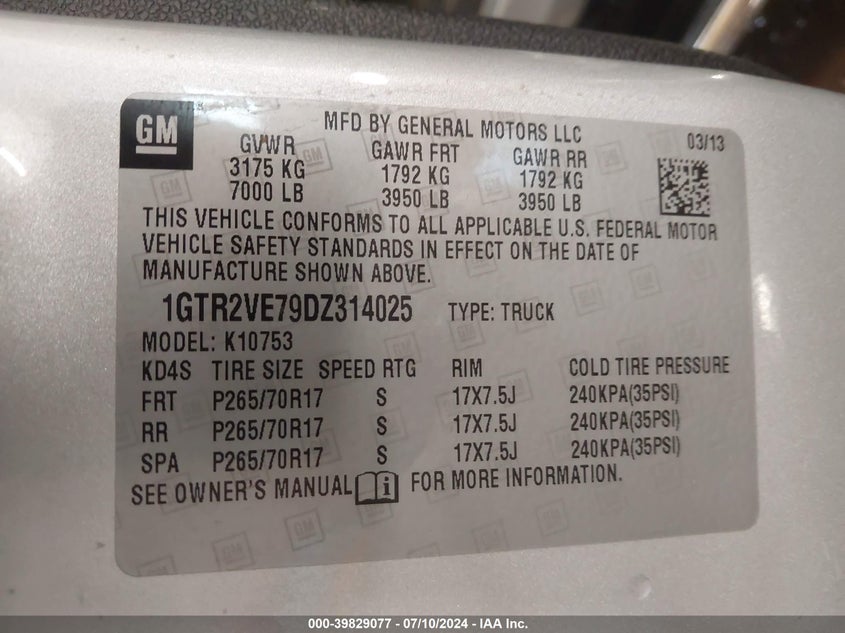 GM
MFD BY GENERAL MOTORS LLC
03/13
GVWR GAWR FRT GAWR RR
3175 KG 1792 KG 1792 KG
7000 LB 3950 LB 3950 LB
THIS VEHICLE CONFORMS TO ALL APPLICABLE U.S. FEDERAL MOTOR
VEHICLE SAFETY STANDARDS IN EFFECT ON THE DATE OF
MANUFACTURE SHOWN ABOVE.
1GTR2VE79DZ314025 TYPE: TRUCK
MODEL: K10753
KD4S TIRE SIZE SPEED RTG RIM COLD TIRE PRESSURE
FRT P265/70R17 S 17X7.5J 240KPA(35PSI)
RR P265/70R17 S 17X7.5J 240KPA(35PSI)
SPA P265/70R17 S 17X7.5J 240KPA(35PSI)
SEE OWNER'S MANUAL i FOR MORE INFORMATION.
000-39829077 - 07/10/2024 - IAA Inc.